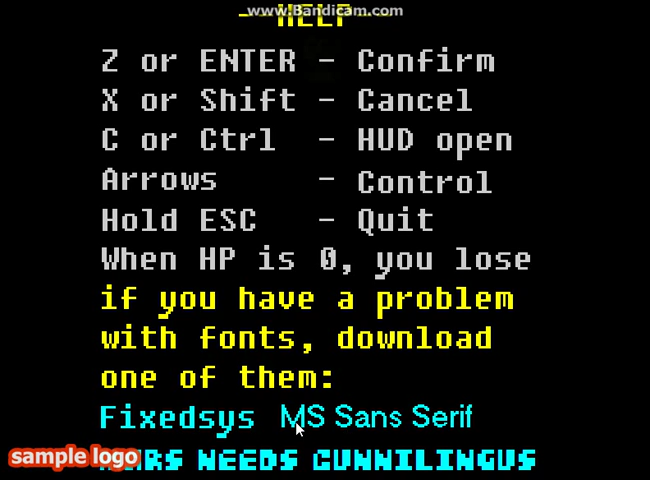 --HELP--
www.Bandicam.com
Z or ENTER - Confirm
X or Shift - Cancel
C or Ctrl - HUD open
Arrows - Control
Hold ESC - Quit
When HP is 0, you lose
if you have a problem
with fonts, download
one of them:
Fixedsys MS Sans Serif
sample logo
NEEDS CUNNILINGUS